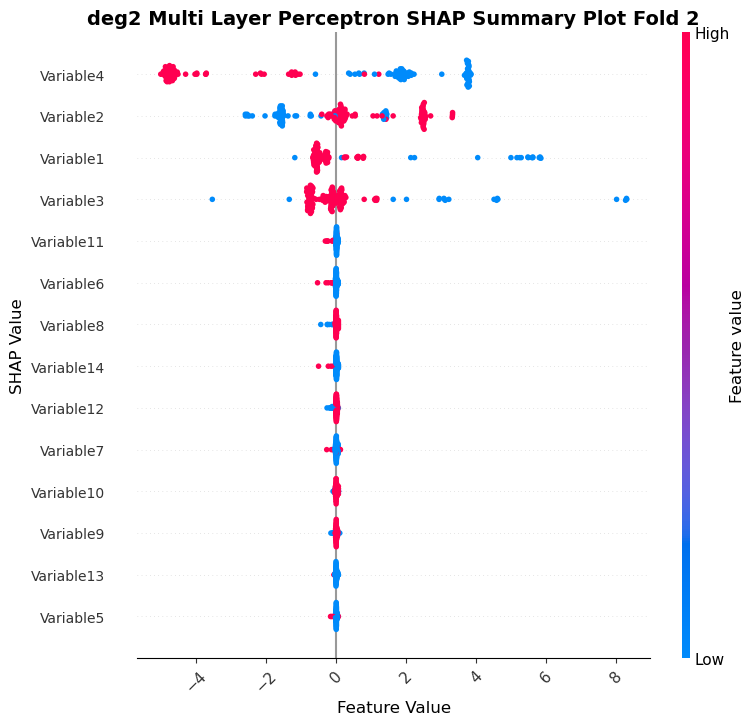 deg2 Multi Layer Perceptron SHAP Summary Plot Fold 2
High
Variable4
Variable2
Variable1
Variable3
Variable11
Variable6
Variable8
Variable14
Variable12
Variable7
Variable10
Variable9
Variable13
Variable5
SHAP Value
Feature value
Low
−4 −2 0 2 4 6 8
Feature Value